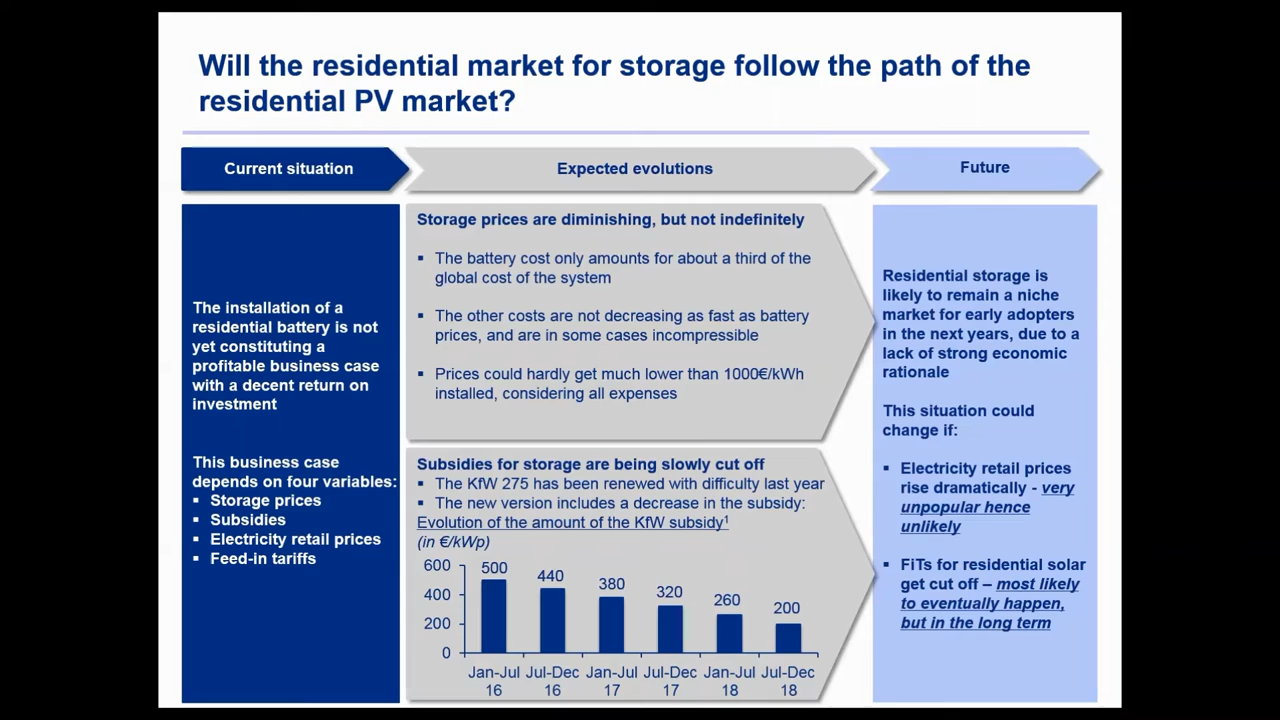 Will the residential market for storage follow the path of the
residential PV market?
Current situation
Expected evolutions
Future
The installation of a
residential battery is not
yet constituting a
profitable business case
with a decent return on
investment
This business case
depends on four variables:
▪ Storage prices
▪ Subsidies
▪ Electricity retail prices
▪ Feed-in tariffs
Storage prices are diminishing, but not indefinitely
▪ The battery cost only amounts for about a third of the
global cost of the system
▪ The other costs are not decreasing as fast as battery
prices, and are in some cases incompressible
▪ Prices could hardly get much lower than 1000€/kWh
installed, considering all expenses
Subsidies for storage are being slowly cut off
▪ The KfW 275 has been renewed with difficulty last year
▪ The new version includes a decrease in the subsidy:
Evolution of the amount of the KfW subsidy¹
(in €/kWp)
600
400
200
0
500
440
380
320
260
200
Jan-Jul
16
Jul-Dec
16
Jan-Jul
17
Jul-Dec
17
Jan-Jul
18
Jul-Dec
18
Residential storage is
likely to remain a niche
market for early adopters
in the next years, due to a
lack of strong economic
rationale
This situation could
change if:
▪ Electricity retail prices
rise dramatically - very
unpopular hence
unlikely
▪ FiTs for residential solar
get cut off – most likely
to eventually happen,
but in the long term